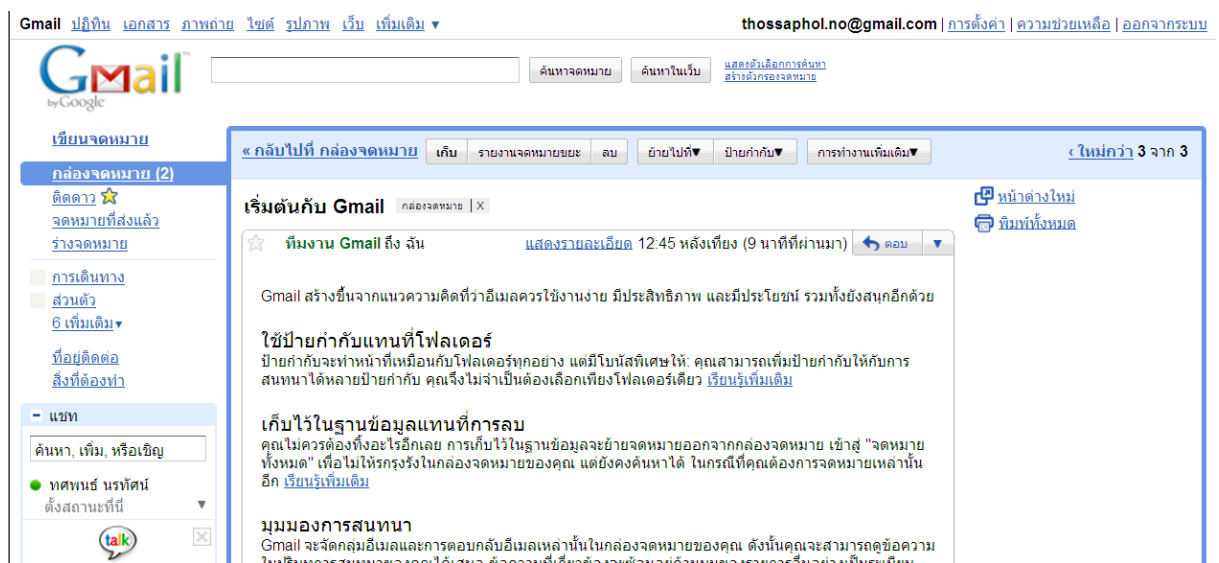 Gmail ปฏิทิน เอกสาร ภาพถ่าย ไซต์ รูปภาพ เว็บ เพิ่มเติม ▼
thossaphol.no@gmail.com | การตั้งค่า | ความช่วยเหลือ | ออกจากระบบ
Gmail
by Google
ค้นหาจดหมาย ค้นหาในเว็บ
แสดงตัวเลือกการค้นหา
สร้างตัวกรองจดหมาย
เขียนจดหมาย
กล่องจดหมาย (2)
ติดดาว
จดหมายที่ส่งแล้ว
ร่างจดหมาย
การเดินทาง
ส่วนตัว
6 เพิ่มเติม▼
ที่อยู่ติดต่อ
สิ่งที่ต้องทำ
− แชท
ค้นหา, เพิ่ม, หรือเชิญ
ทศพนธ์ นรทัศน์
ตั้งสถานะที่นี่ ▼
talk
« กลับไปที่ กล่องจดหมาย เก็บ รายงานจดหมายขยะ ลบ ย้ายไปที่▼ ป้ายกำกับ▼ การทำงานเพิ่มเติม▼ ‹ ใหม่กว่า 3 จาก 3
เริ่มต้นกับ Gmail กล่องจดหมาย | X
หน้าต่างใหม่
พิมพ์ทั้งหมด
ทีมงาน Gmail ถึง ฉัน แสดงรายละเอียด 12:45 หลังเที่ยง (9 นาทีที่ผ่านมา) ตอบ ▼
Gmail สร้างขึ้นจากแนวความคิดที่ว่าอีเมลควรใช้งานง่าย มีประสิทธิภาพ และมีประโยชน์ รวมทั้งยังสนุกอีกด้วย
ใช้ป้ายกำกับแทนที่โฟลเดอร์
ป้ายกำกับจะทำหน้าที่เหมือนกับโฟลเดอร์ทุกอย่าง แต่มีโบนัสพิเศษให้: คุณสามารถเพิ่มป้ายกำกับให้กับการ
สนทนาได้หลายป้ายกำกับ คุณจึงไม่จำเป็นต้องเลือกเพียงโฟลเดอร์เดียว เรียนรู้เพิ่มเติม
เก็บไว้ในฐานข้อมูลแทนที่การลบ
คุณไม่ควรต้องทิ้งอะไรอีกเลย การเก็บไว้ในฐานข้อมูลจะย้ายจดหมายออกจากกล่องจดหมาย เข้าสู่ "จดหมาย
ทั้งหมด" เพื่อไม่ให้รกรุงรังในกล่องจดหมายของคุณ แต่ยังคงค้นหาได้ ในกรณีที่คุณต้องการจดหมายเหล่านั้น
อีก เรียนรู้เพิ่มเติม
มุมมองการสนทนา
Gmail จะจัดกลุ่มอีเมลและการตอบกลับอีเมลเหล่านั้นในกล่องจดหมายของคุณ ดังนั้นคุณจะสามารถดูข้อความ